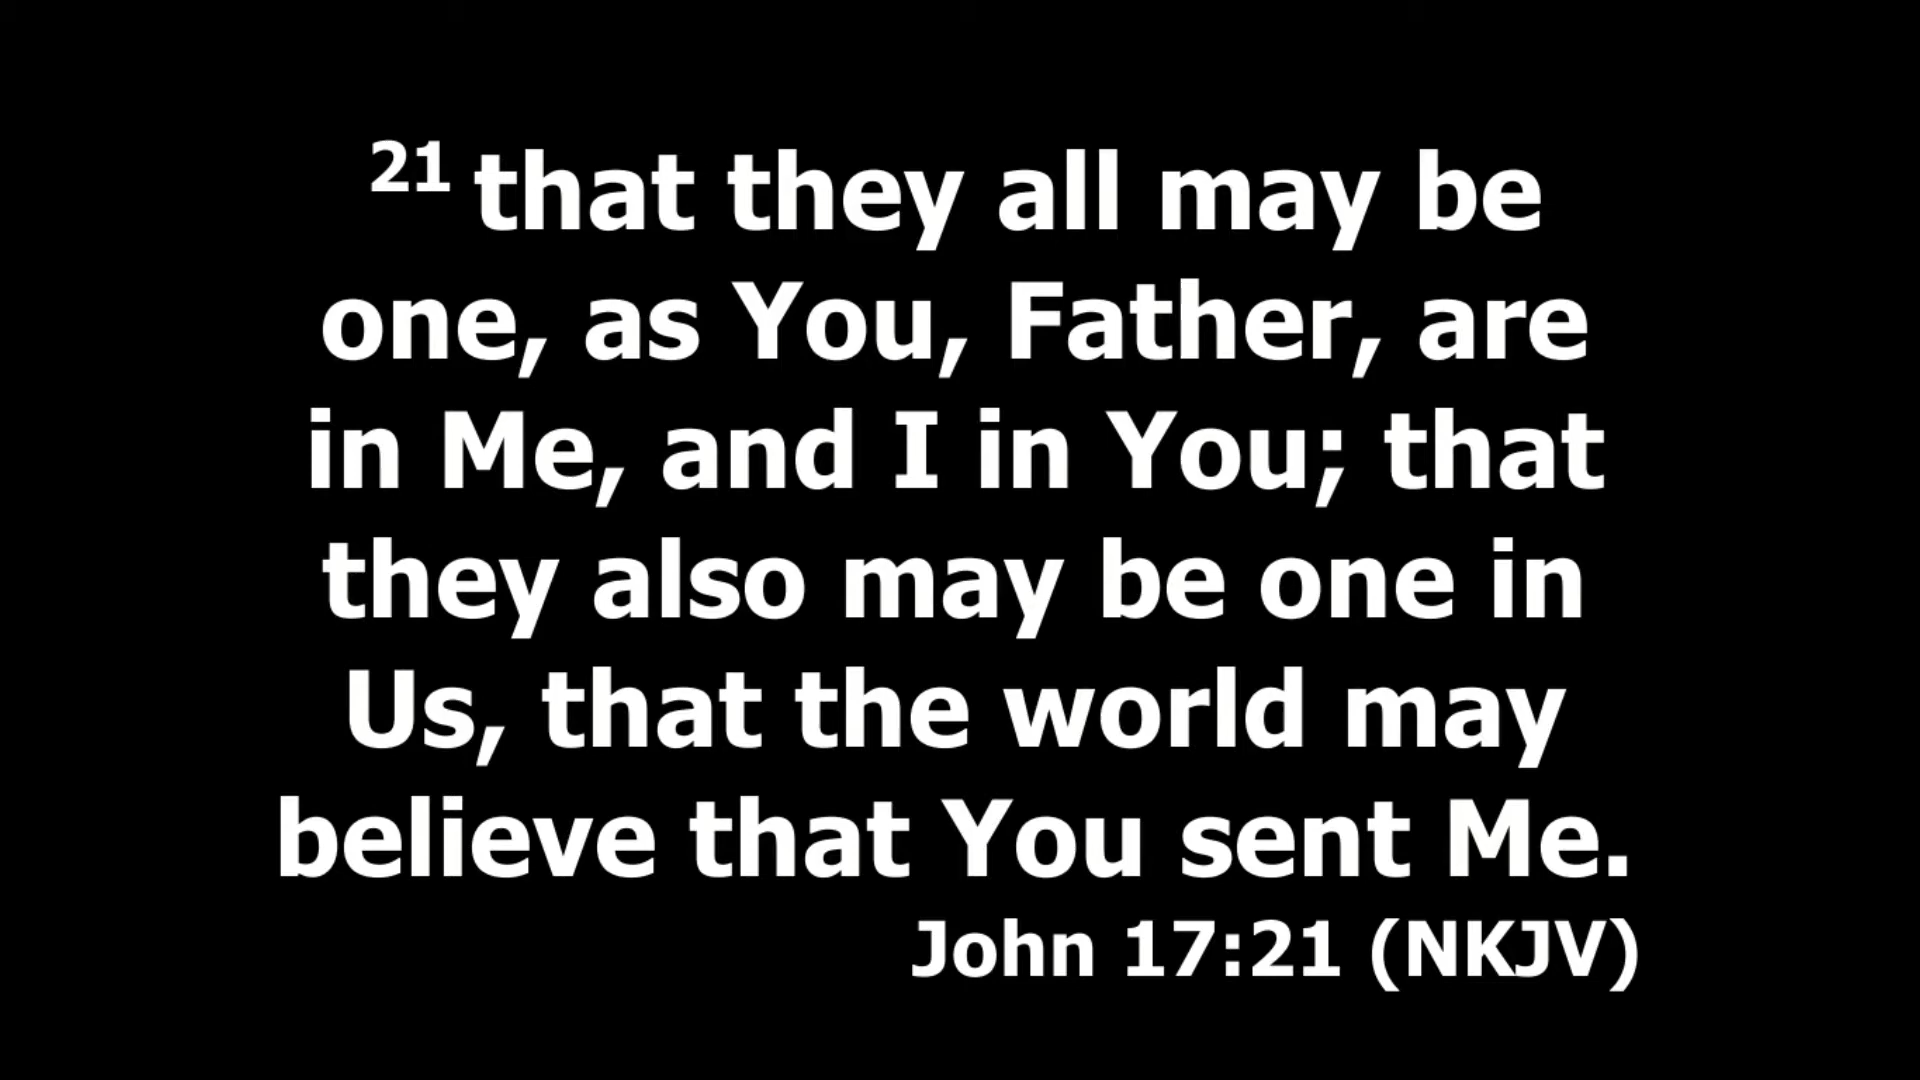 21 that they all may be
one, as You, Father, are
in Me, and I in You; that
they also may be one in
Us, that the world may
believe that You sent Me.
John 17:21 (NKJV)